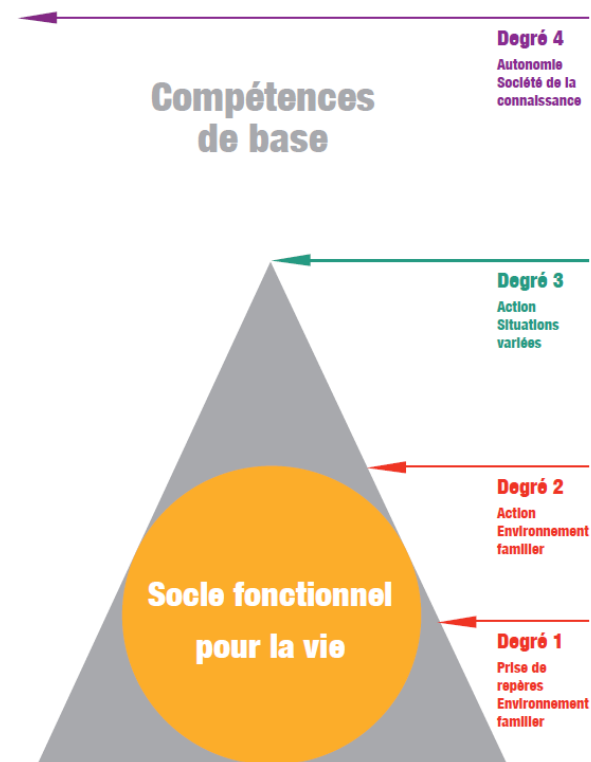 Degré 4
Autonomie
Société de la
connaissance
Compétences
de base
Degré 3
Action
Situations
variées
Degré 2
Action
Environnement
familier
Socle fonctionnel
pour la vie
Degré 1
Prise de
repères
Environnement
familier